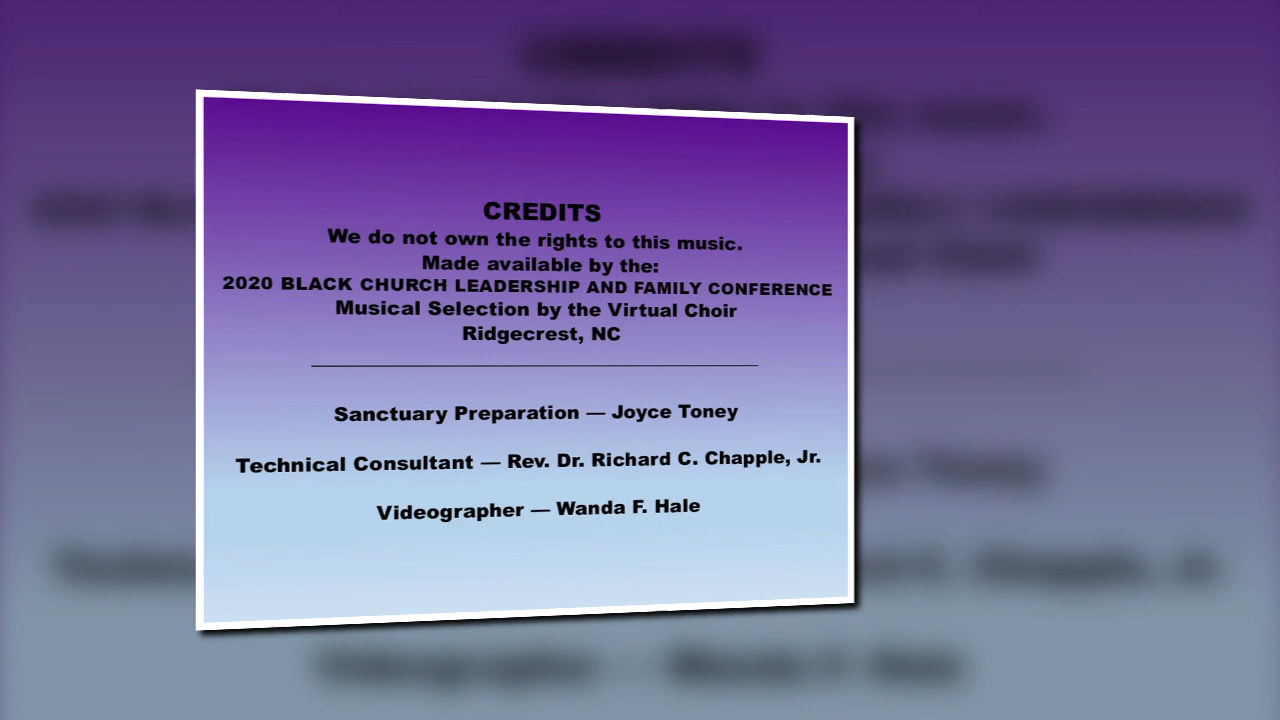 CREDITS
We do not own the rights to this music.
Made available by the:
2020 BLACK CHURCH LEADERSHIP AND FAMILY CONFERENCE
Musical Selection by the Virtual Choir
Ridgecrest, NC
Sanctuary Preparation — Joyce Toney
Technical Consultant — Rev. Dr. Richard C. Chapple, Jr.
Videographer — Wanda F. Hale